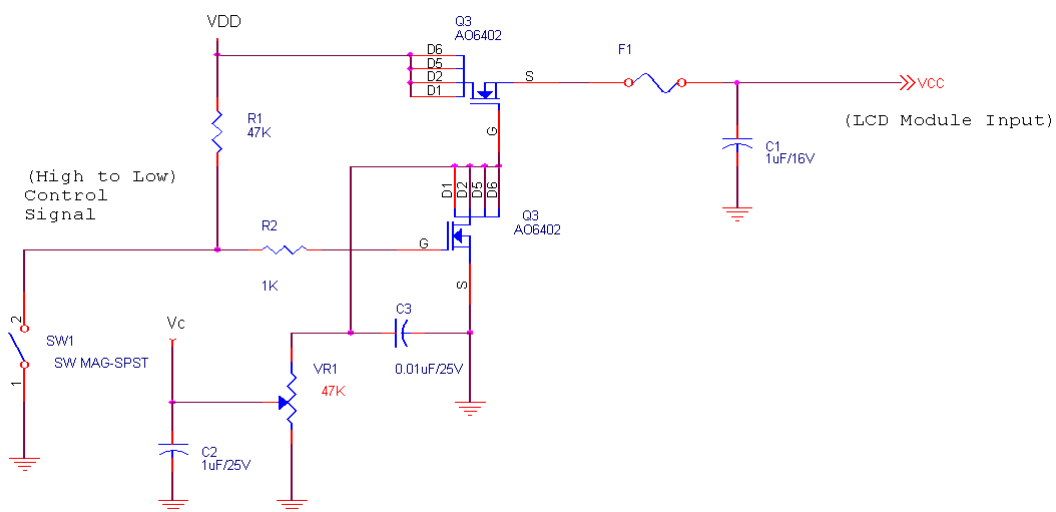 VDD
Q3
AO6402
D6
D5
D2
D1
S
G
F1
VCC
(LCD Module Input)
C1
1uF/16V
R1
47K
(High to Low)
Control
Signal
R2
1K
D1
D2
D5
D6
Q3
AO6402
G
S
2
SW1
SW MAG-SPST
1
Vc
C3
0.01uF/25V
VR1
47K
C2
1uF/25V